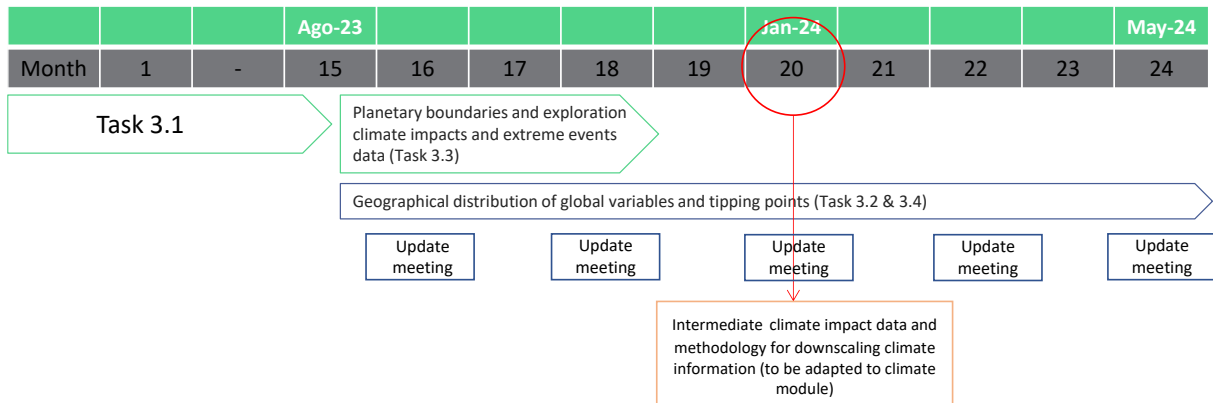 Ago-23 Jan-24 May-24
Month 1 - 15 16 17 18 19 20 21 22 23 24
Task 3.1
Planetary boundaries and exploration
climate impacts and extreme events
data (Task 3.3)
Geographical distribution of global variables and tipping points (Task 3.2 & 3.4)
Update
meeting
Update
meeting
Update
meeting
Update
meeting
Update
meeting
Intermediate climate impact data and
methodology for downscaling climate
information (to be adapted to climate
module)